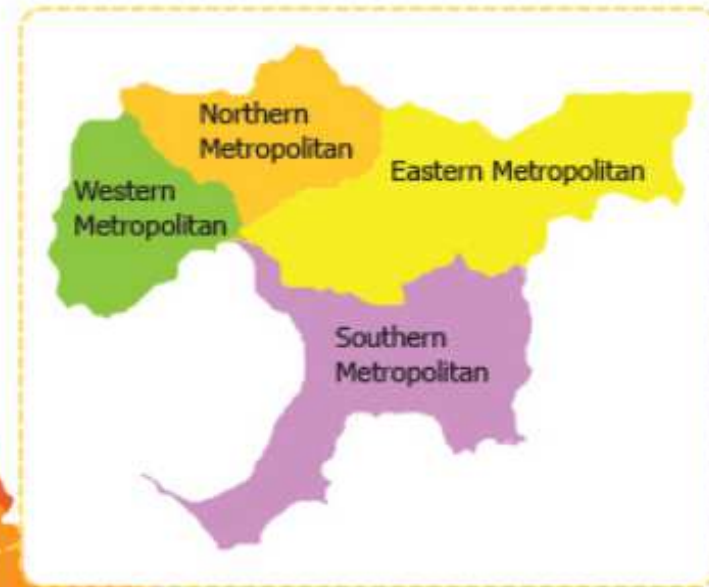 Northern
Metropolitan
Eastern Metropolitan
Western
Metropolitan
Southern
Metropolitan